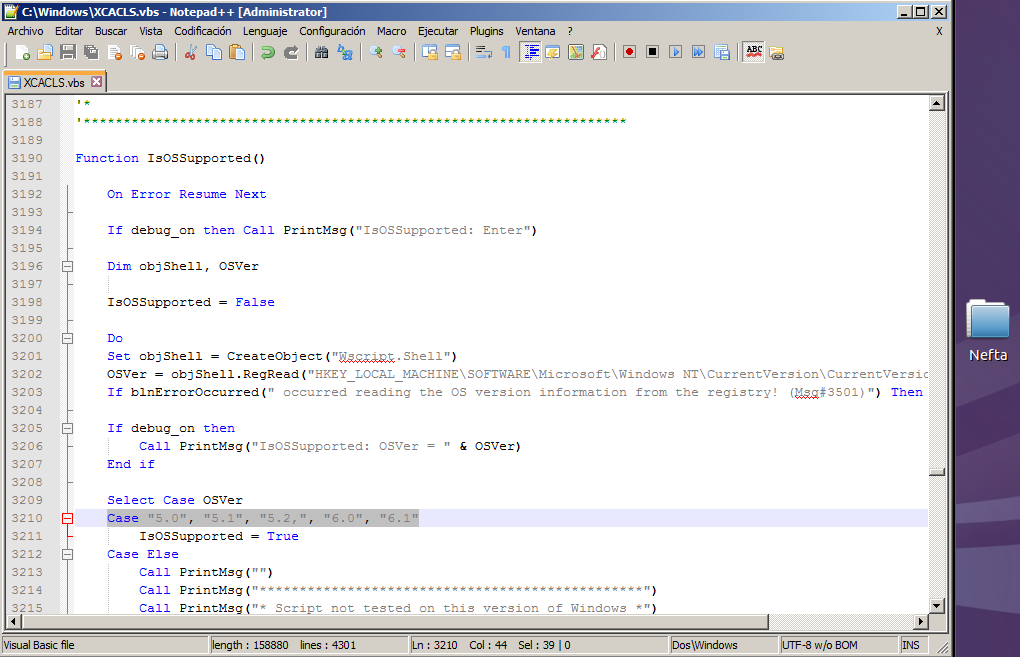 C:\Windows\XCACLS.vbs - Notepad++ [Administrator]
Archivo Editar Buscar Vista Codificación Lenguaje Configuración Macro Ejecutar Plugins Ventana ? X
ABC
XCACLS.vbs
3187 '*
3188 '********************************************************************
3189
3190 Function IsOSSupported()
3191
3192 On Error Resume Next
3193
3194 If debug_on then Call PrintMsg("IsOSSupported: Enter")
3195
3196 Dim objShell, OSVer
3197
3198 IsOSSupported = False
3199
3200 Do
3201 Set objShell = CreateObject("Wscript.Shell")
3202 OSVer = objShell.RegRead("HKEY_LOCAL_MACHINE\SOFTWARE\Microsoft\Windows NT\CurrentVersion\CurrentVersio
3203 If blnErrorOccurred(" occurred reading the OS version information from the registry! (Msg#3501)") Then
3204
3205 If debug_on then
3206 Call PrintMsg("IsOSSupported: OSVer = " & OSVer)
3207 End if
3208
3209 Select Case OSVer
3210 Case "5.0", "5.1", "5.2,", "6.0", "6.1"
3211 IsOSSupported = True
3212 Case Else
3213 Call PrintMsg("")
3214 Call PrintMsg("************************************************")
3215 Call PrintMsg("* Script not tested on this version of Windows *")
Nefta
Visual Basic file length : 158880 lines : 4301 Ln : 3210 Col : 44 Sel : 39 | 0 Dos\Windows UTF-8 w/o BOM INS